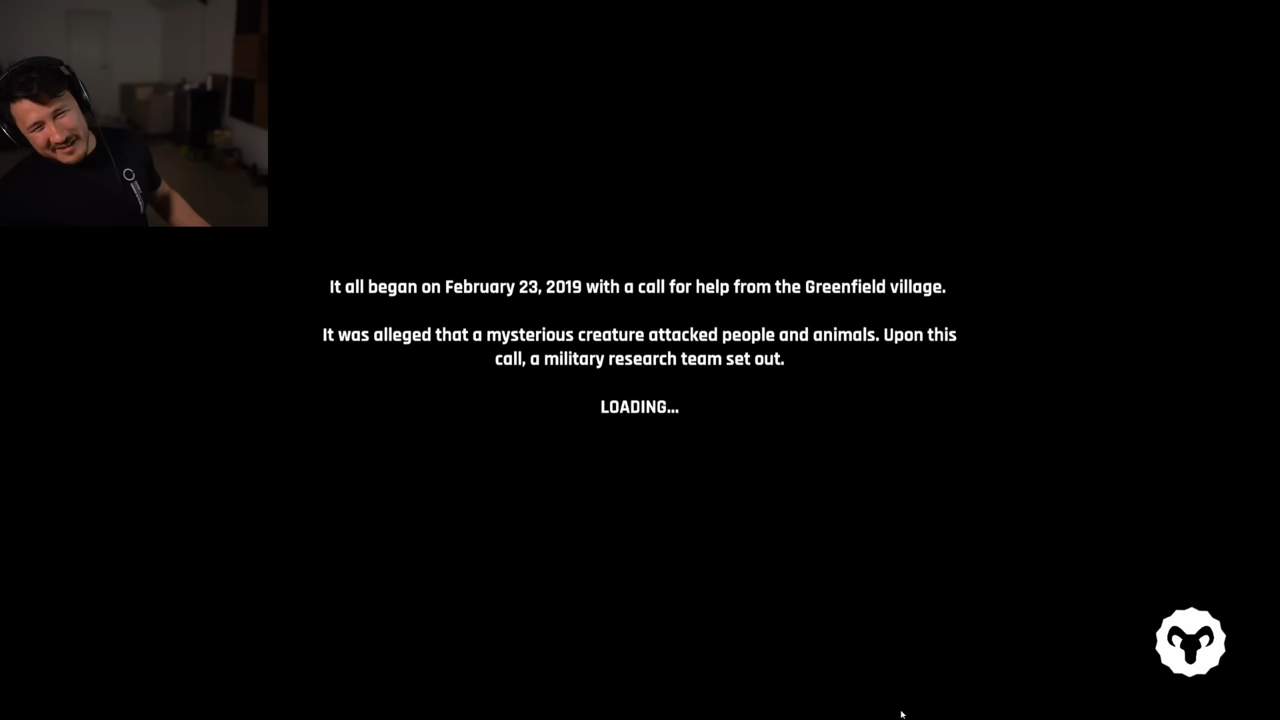 It all began on February 23, 2019 with a call for help from the Greenfield village.
It was alleged that a mysterious creature attacked people and animals. Upon this
call, a military research team set out.
LOADING...